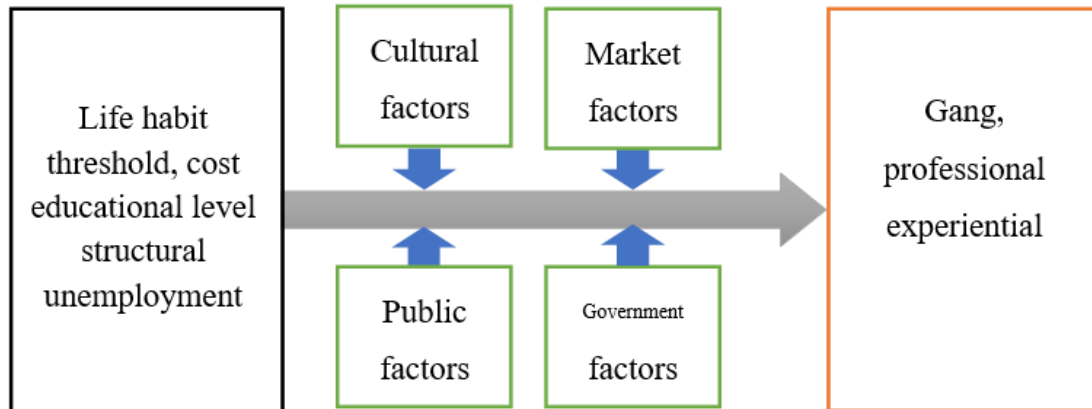 Life habit
threshold, cost
educational level
structural
unemployment
Cultural
factors
Market
factors
Public
factors
Government
factors
Gang,
professional
experiential